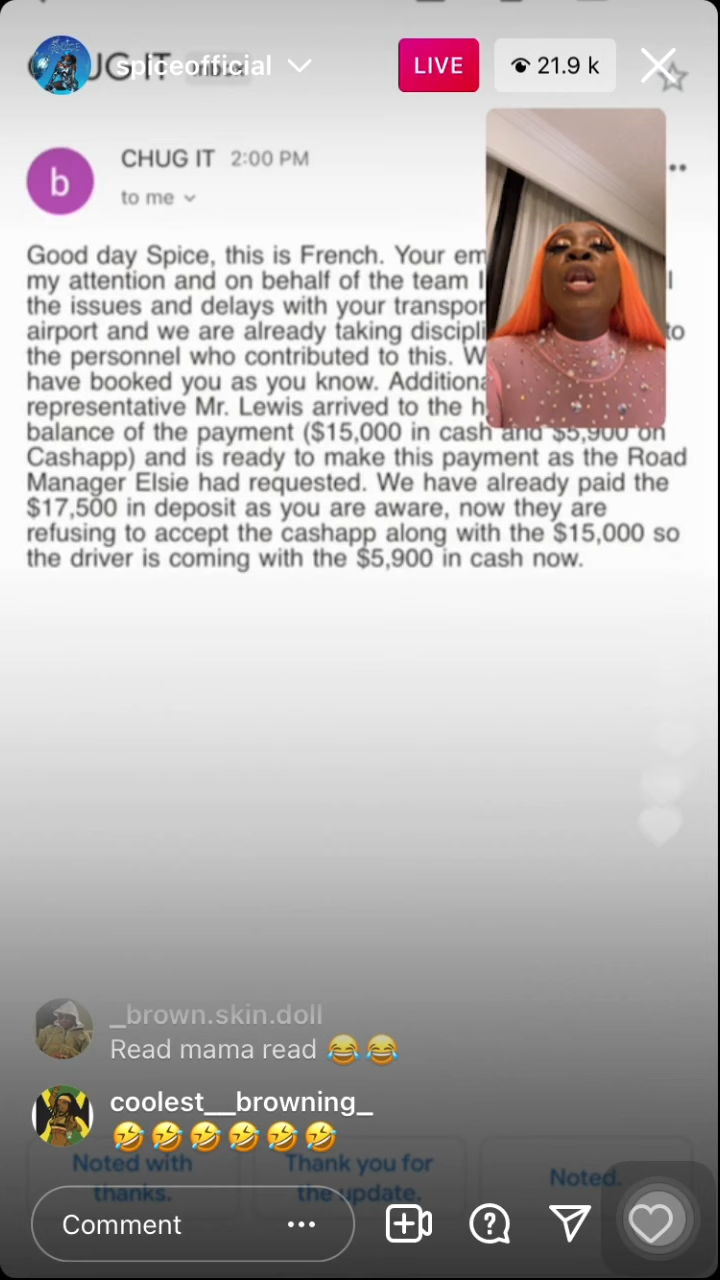 spiceofficial
LIVE
21.9 k
CHUG IT 2:00 PM
b
to me
Good day Spice, this is French. Your em
my attention and on behalf of the team I
the issues and delays with your transpor
airport and we are already taking discipli to
the personnel who contributed to this. W
have booked you as you know. Additiona
representative Mr. Lewis arrived to the h
balance of the payment ($15,000 in cash and $5,900 on
Cashapp) and is ready to make this payment as the Road
Manager Elsie had requested. We have already paid the
$17,500 in deposit as you are aware, now they are
refusing to accept the cashapp along with the $15,000 so
the driver is coming with the $5,900 in cash now.
_brown.skin.doll
Read mama read 😂😂
coolest__browning_
🤣🤣🤣🤣🤣🤣
Noted with thanks.
Thank you for the update.
Noted.
Comment